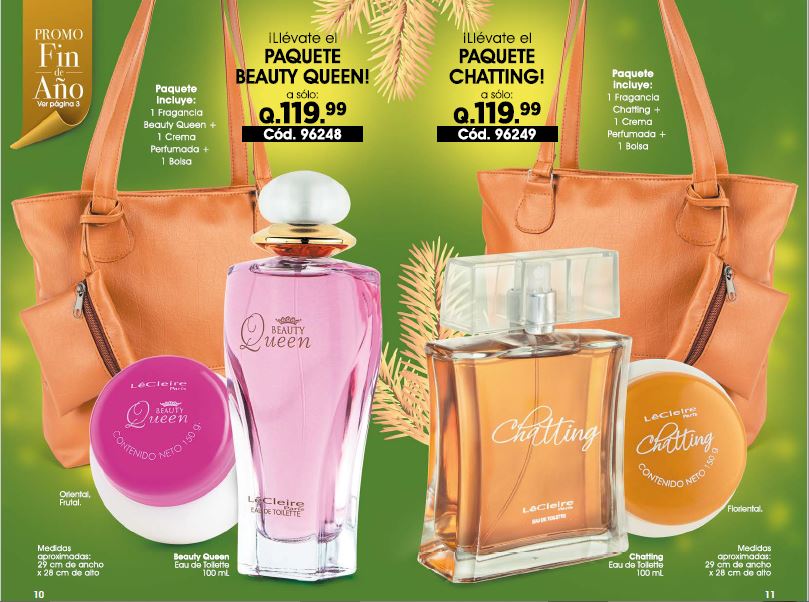 PROMO
Fin
de
Año
Ver página 3
Paquete
incluye:
1 Fragancia
Beauty Queen +
1 Crema
Perfumada +
1 Bolsa
¡Llévate el
PAQUETE
BEAUTY QUEEN!
a sólo:
Q.119.99
Cód. 96248
¡Llévate el
PAQUETE
CHATTING!
a sólo:
Q.119.99
Cód. 96249
Paquete
incluye:
1 Fragancia
Chatting +
1 Crema
Perfumada +
1 Bolsa
LéCleire
Paris
BEAUTY
Queen
CONTENIDO NETO 150 g.
BEAUTY
Queen
LéCleire
Paris
EAU DE TOILETTE
Chatting
LéCleire
Paris
EAU DE TOILETTE
LéCleire
Paris
Chatting
CONTENIDO NETO 150 g.
Oriental,
Frutal.
Floriental.
Medidas
aproximadas:
29 cm de ancho
x 28 cm de alto
Beauty Queen
Eau de Toilette
100 mL
Chatting
Eau de Toilette
100 mL
Medidas
aproximadas:
29 cm de ancho
x 28 cm de alto
10
11